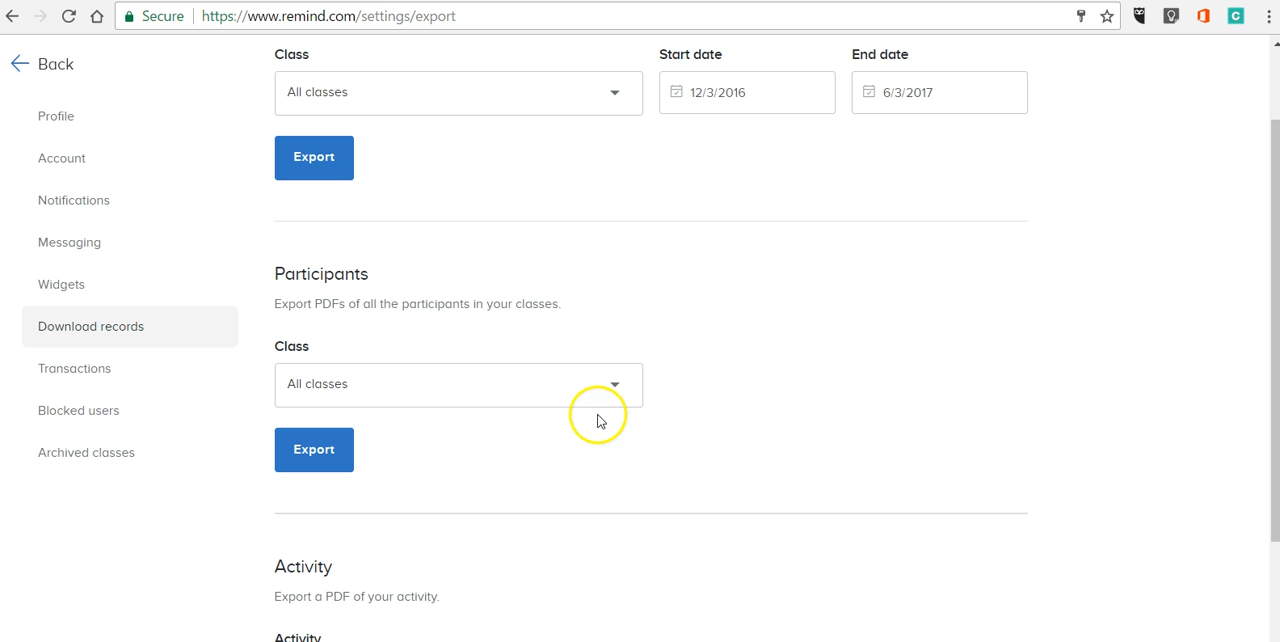 Secure
https://www.remind.com/settings/export
C
Back
Profile
Account
Notifications
Messaging
Widgets
Download records
Transactions
Blocked users
Archived classes
Class
Start date
End date
All classes
12/3/2016
6/3/2017
Export
Participants
Export PDFs of all the participants in your classes.
Class
All classes
Export
Activity
Export a PDF of your activity.
Activity